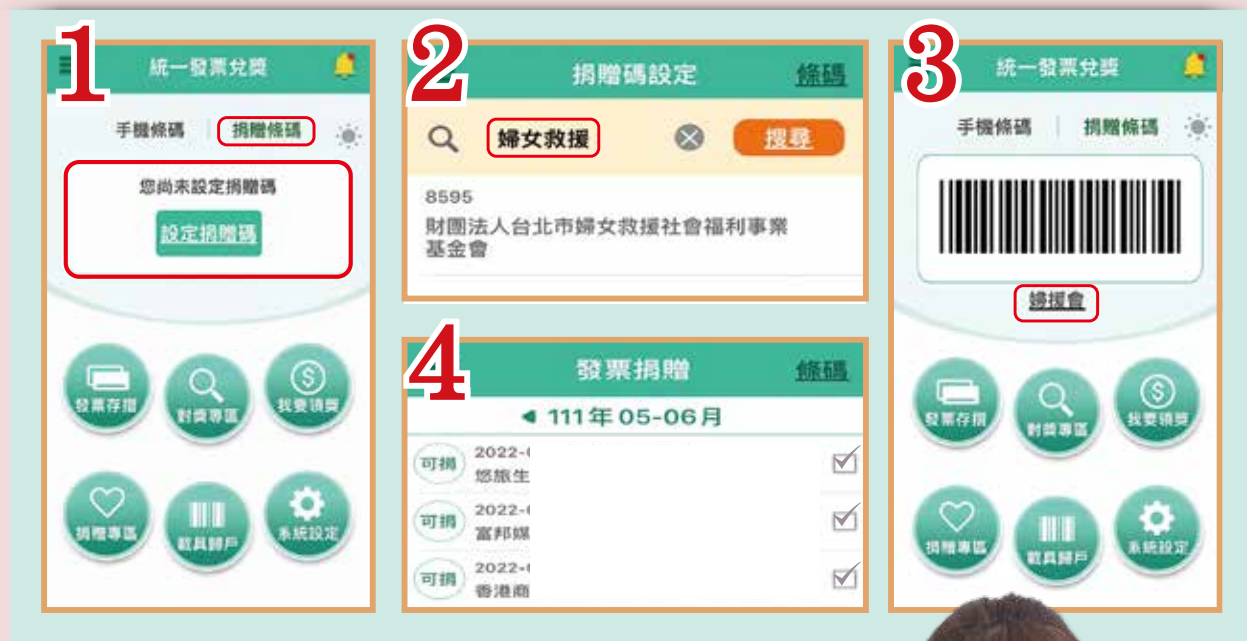 1
統一發票兌獎
手機條碼 捐贈條碼
您尚未設定捐贈碼
設定捐贈碼
發票存摺
對獎專區
我要領獎
捐贈專區
載具歸戶
系統設定
2
捐贈碼設定 條碼
婦女救援 搜尋
8595
財團法人台北市婦女救援社會福利事業
基金會
3
統一發票兌獎
手機條碼 捐贈條碼
婦援會
發票存摺
對獎專區
我要領獎
捐贈專區
載具歸戶
系統設定
4
發票捐贈 條碼
111年05-06月
可捐 2022-
悠旅生
可捐 2022-
富邦媒
可捐 2022-
香港商